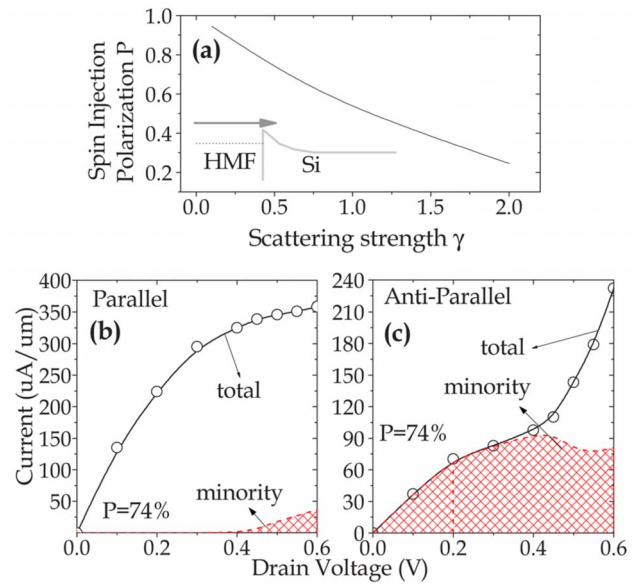 1.0
0.8
0.6
0.4
0.2
Spin Injection
Polarization P
(a)
HMF
Si
0.0 0.5 1.0 1.5 2.0
Scattering strength γ
400
350
300
250
200
150
100
50
Current (uA/um)
Parallel
(b)
total
P=74%
minority
0.0 0.2 0.4 0.6
240
210
180
150
120
90
60
30
0
Anti-Parallel
(c)
total
minority
P=74%
0.0 0.2 0.4 0.6
Drain Voltage (V)